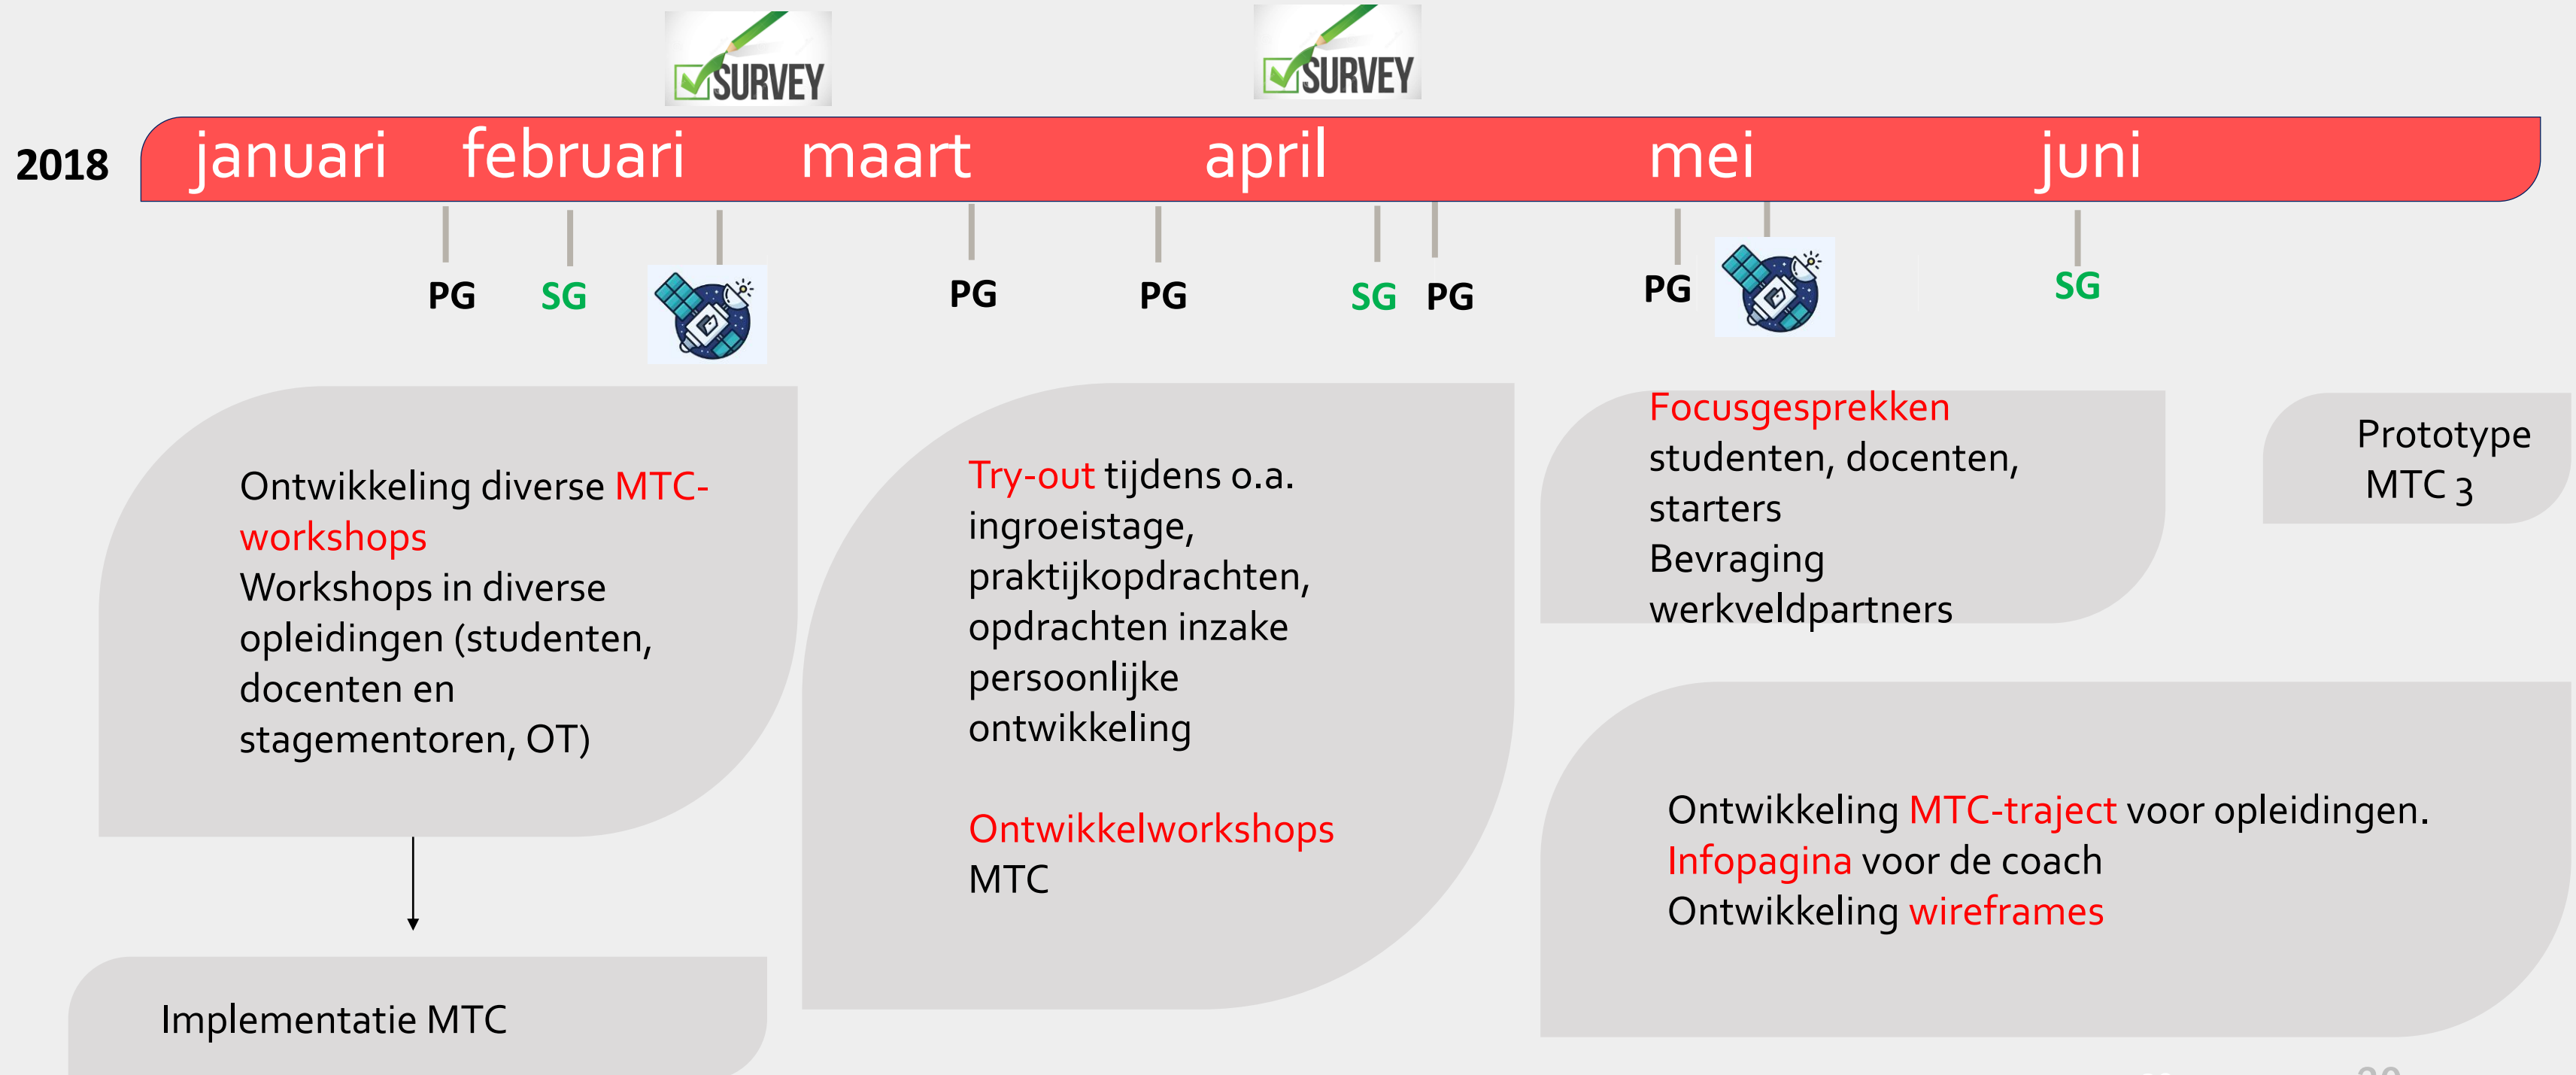 SURVEY
SURVEY
2018
januari februari maart april mei juni
PG SG PG PG SG PG PG SG
Ontwikkeling diverse MTC-
workshops
Workshops in diverse
opleidingen (studenten,
docenten en
stagementoren, OT)
Implementatie MTC
Try-out tijdens o.a.
ingroeistage,
praktijkopdrachten,
opdrachten inzake
persoonlijke
ontwikkeling
Ontwikkelworkshops
MTC
Focusgesprekken
studenten, docenten,
starters
Bevraging
werkveldpartners
Prototype
MTC 3
Ontwikkeling MTC-traject voor opleidingen.
Infopagina voor de coach
Ontwikkeling wireframes